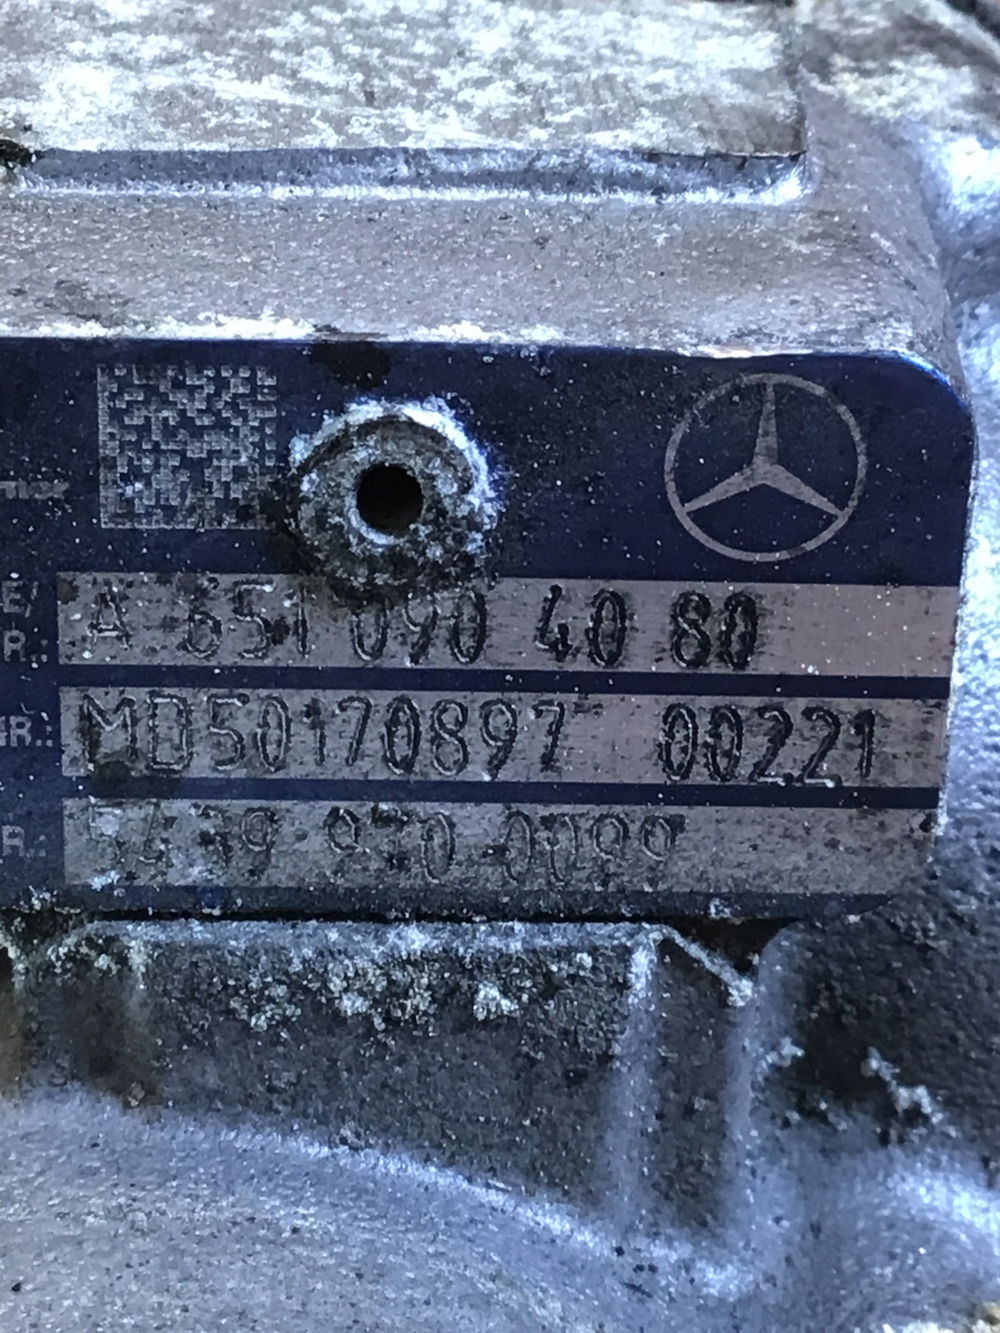 E/ A 651 090 40 80
R.: MD50170897 00221
R.: 5439 970 0099